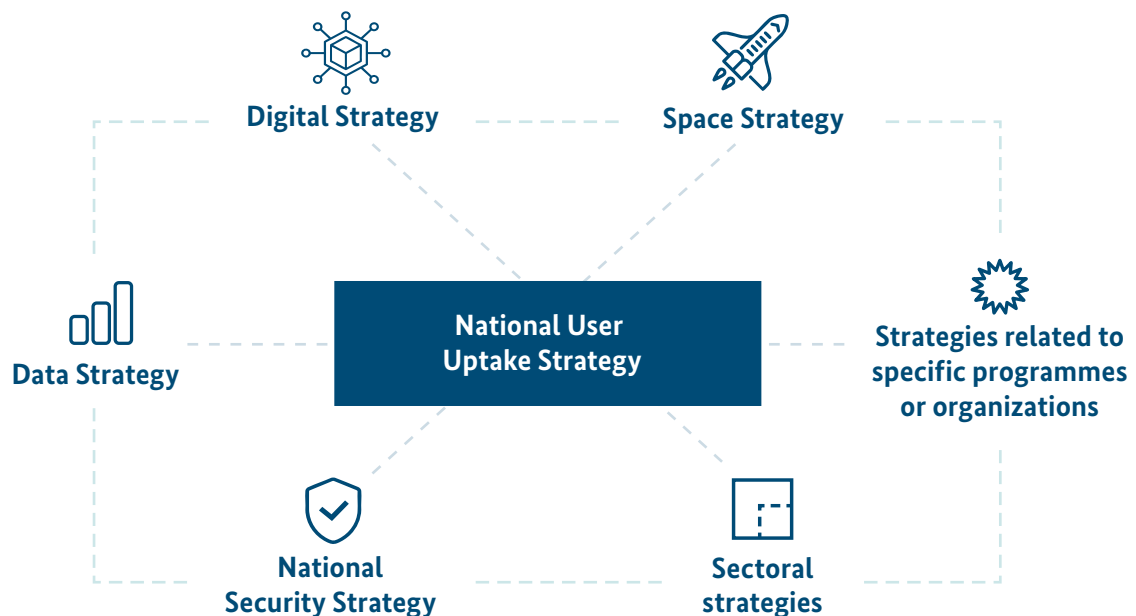 Digital Strategy
Space Strategy
National User
Uptake Strategy
Data Strategy
Strategies related to
specific programmes
or organizations
National
Security Strategy
Sectoral
strategies